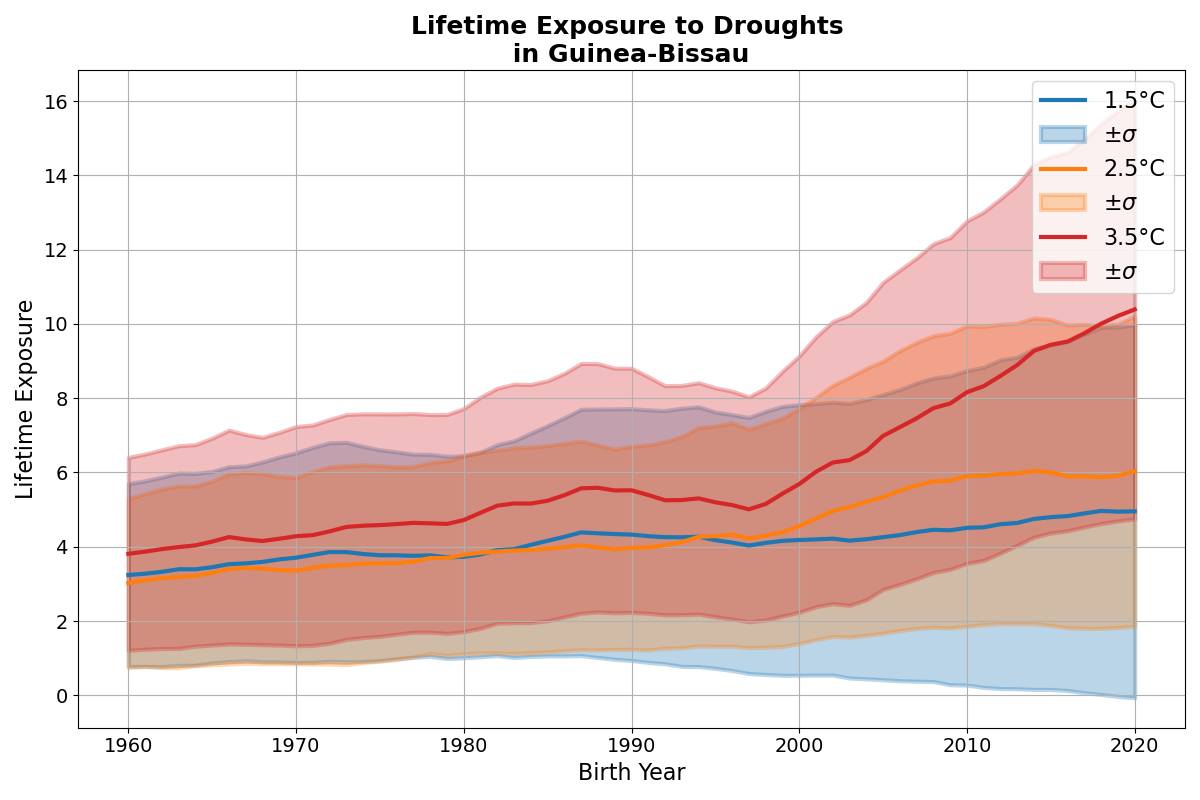 Lifetime Exposure to Droughts
in Guinea-Bissau
Lifetime Exposure
16
14
12
10
8
6
4
2
0
1960
1970
1980
1990
2000
2010
2020
Birth Year
1.5°C
±σ
2.5°C
±σ
3.5°C
±σ